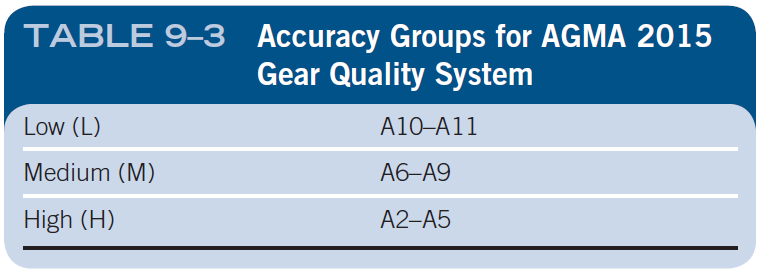 TABLE 9–3 Accuracy Groups for AGMA 2015
Gear Quality System
Low (L) A10–A11
Medium (M) A6–A9
High (H) A2–A5